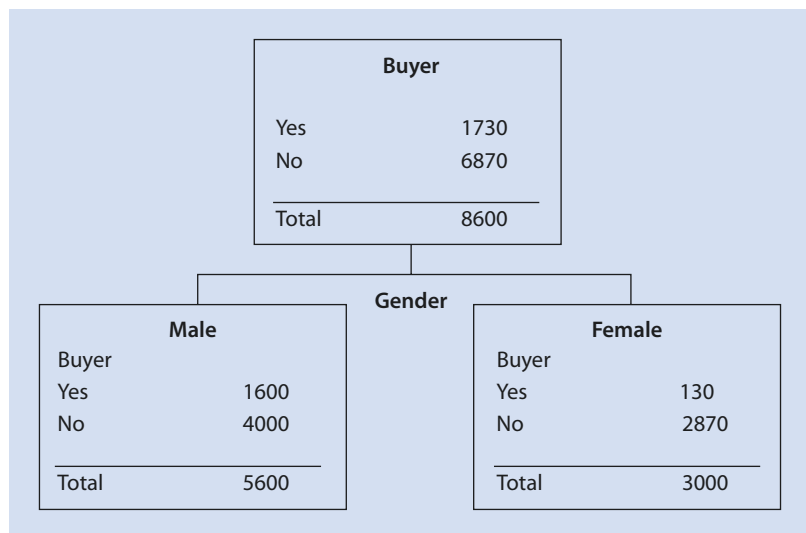 Buyer
Yes 1730
No 6870
Total 8600
Gender
Male
Buyer
Yes 1600
No 4000
Total 5600
Female
Buyer
Yes 130
No 2870
Total 3000